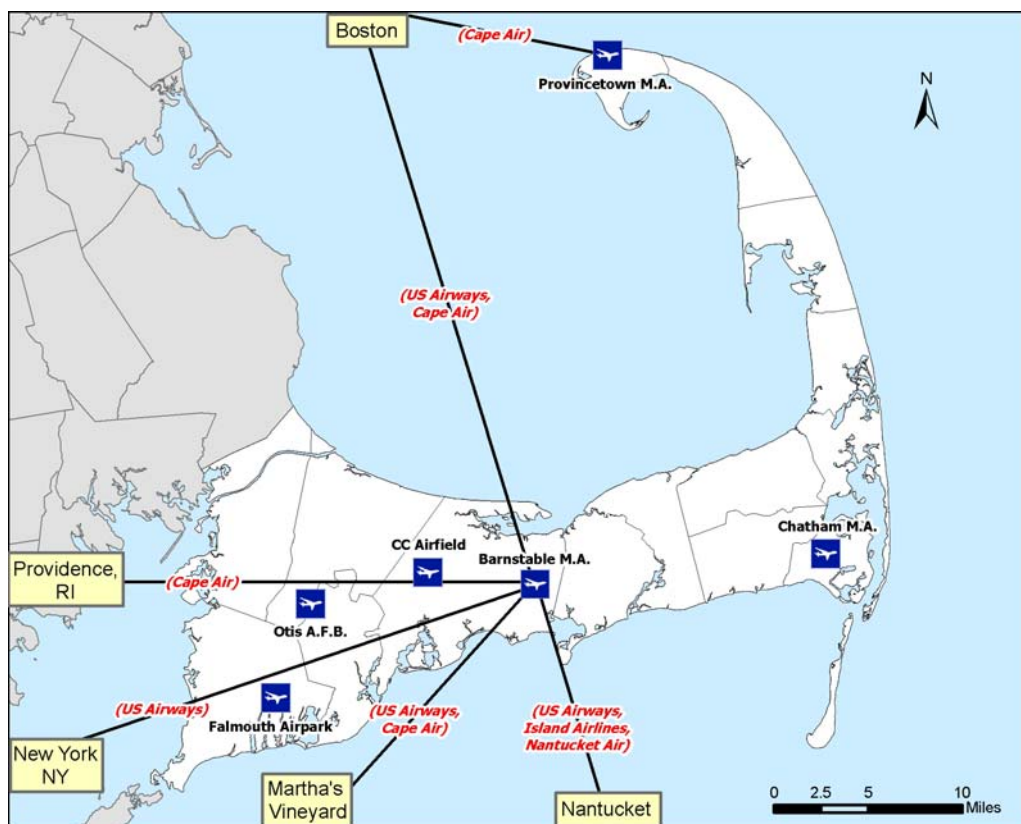 Boston
(Cape Air)
Provincetown M.A.
N
(US Airways,
Cape Air)
Chatham M.A.
CC Airfield
Barnstable M.A.
Providence,
RI
(Cape Air)
Otis A.F.B.
(US Airways)
Falmouth Airpark
(US Airways,
Cape Air)
(US Airways,
Island Airlines,
Nantucket Air)
New York
NY
Martha's
Vineyard
Nantucket
0 2.5 5 10
Miles